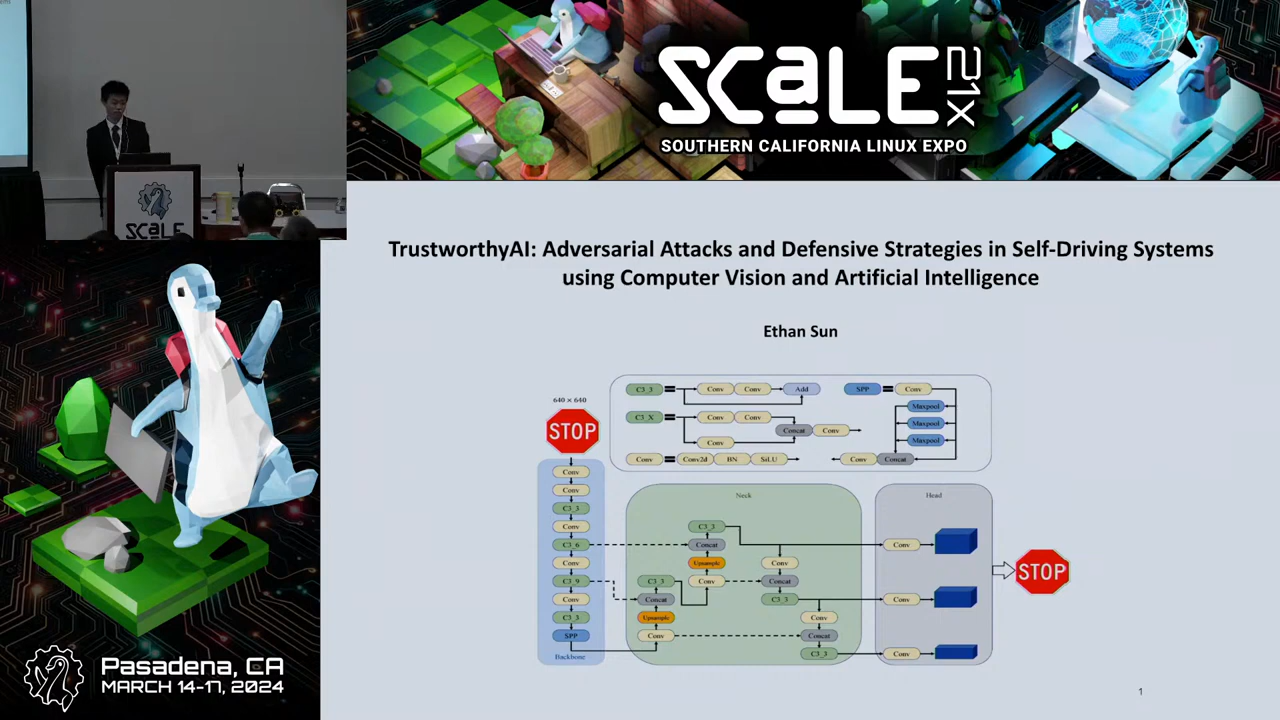 SCaLE 21X
SOUTHERN CALIFORNIA LINUX EXPO
SCaLE
TrustworthyAI: Adversarial Attacks and Defensive Strategies in Self-Driving Systems
using Computer Vision and Artificial Intelligence
Ethan Sun
640 × 640
STOP
C3_3
Conv
Conv
Add
SPP
Conv
Maxpool
Maxpool
Maxpool
C3_X
Conv
Conv
Conv
Concat
Conv
Conv
Conv2d
BN
SiLU
Conv
Concat
Conv
Conv
C3_3
Conv
C3_6
Conv
C3_9
Conv
C3_3
SPP
Backbone
Neck
C3_3
Concat
Upsample
Conv
C3_3
Concat
Upsample
Conv
Conv
Concat
C3_3
Conv
Concat
C3_3
Head
Conv
Conv
Conv
STOP
1
Pasadena, CA
MARCH 14-17, 2024